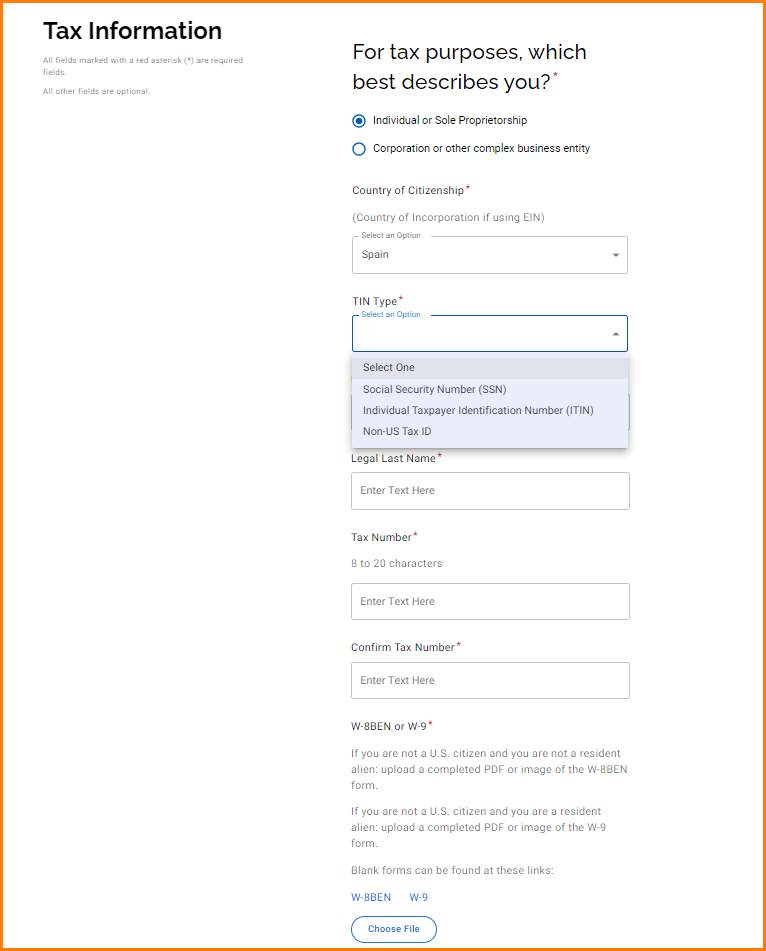 Tax Information
All fields marked with a red asterisk (*) are required
fields.
All other fields are optional.
For tax purposes, which
best describes you?*
Individual or Sole Proprietorship
Corporation or other complex business entity
Country of Citizenship*
(Country of Incorporation if using EIN)
Select an Option
Spain
TIN Type*
Select an Option
Select One
Social Security Number (SSN)
Individual Taxpayer Identification Number (ITIN)
Non-US Tax ID
Legal Last Name*
Enter Text Here
Tax Number*
8 to 20 characters
Enter Text Here
Confirm Tax Number*
Enter Text Here
W-8BEN or W-9*
If you are not a U.S. citizen and you are not a resident
alien: upload a completed PDF or image of the W-8BEN
form.
If you are not a U.S. citizen and you are a resident
alien: upload a completed PDF or image of the W-9
form.
Blank forms can be found at these links:
W-8BEN W-9
Choose File